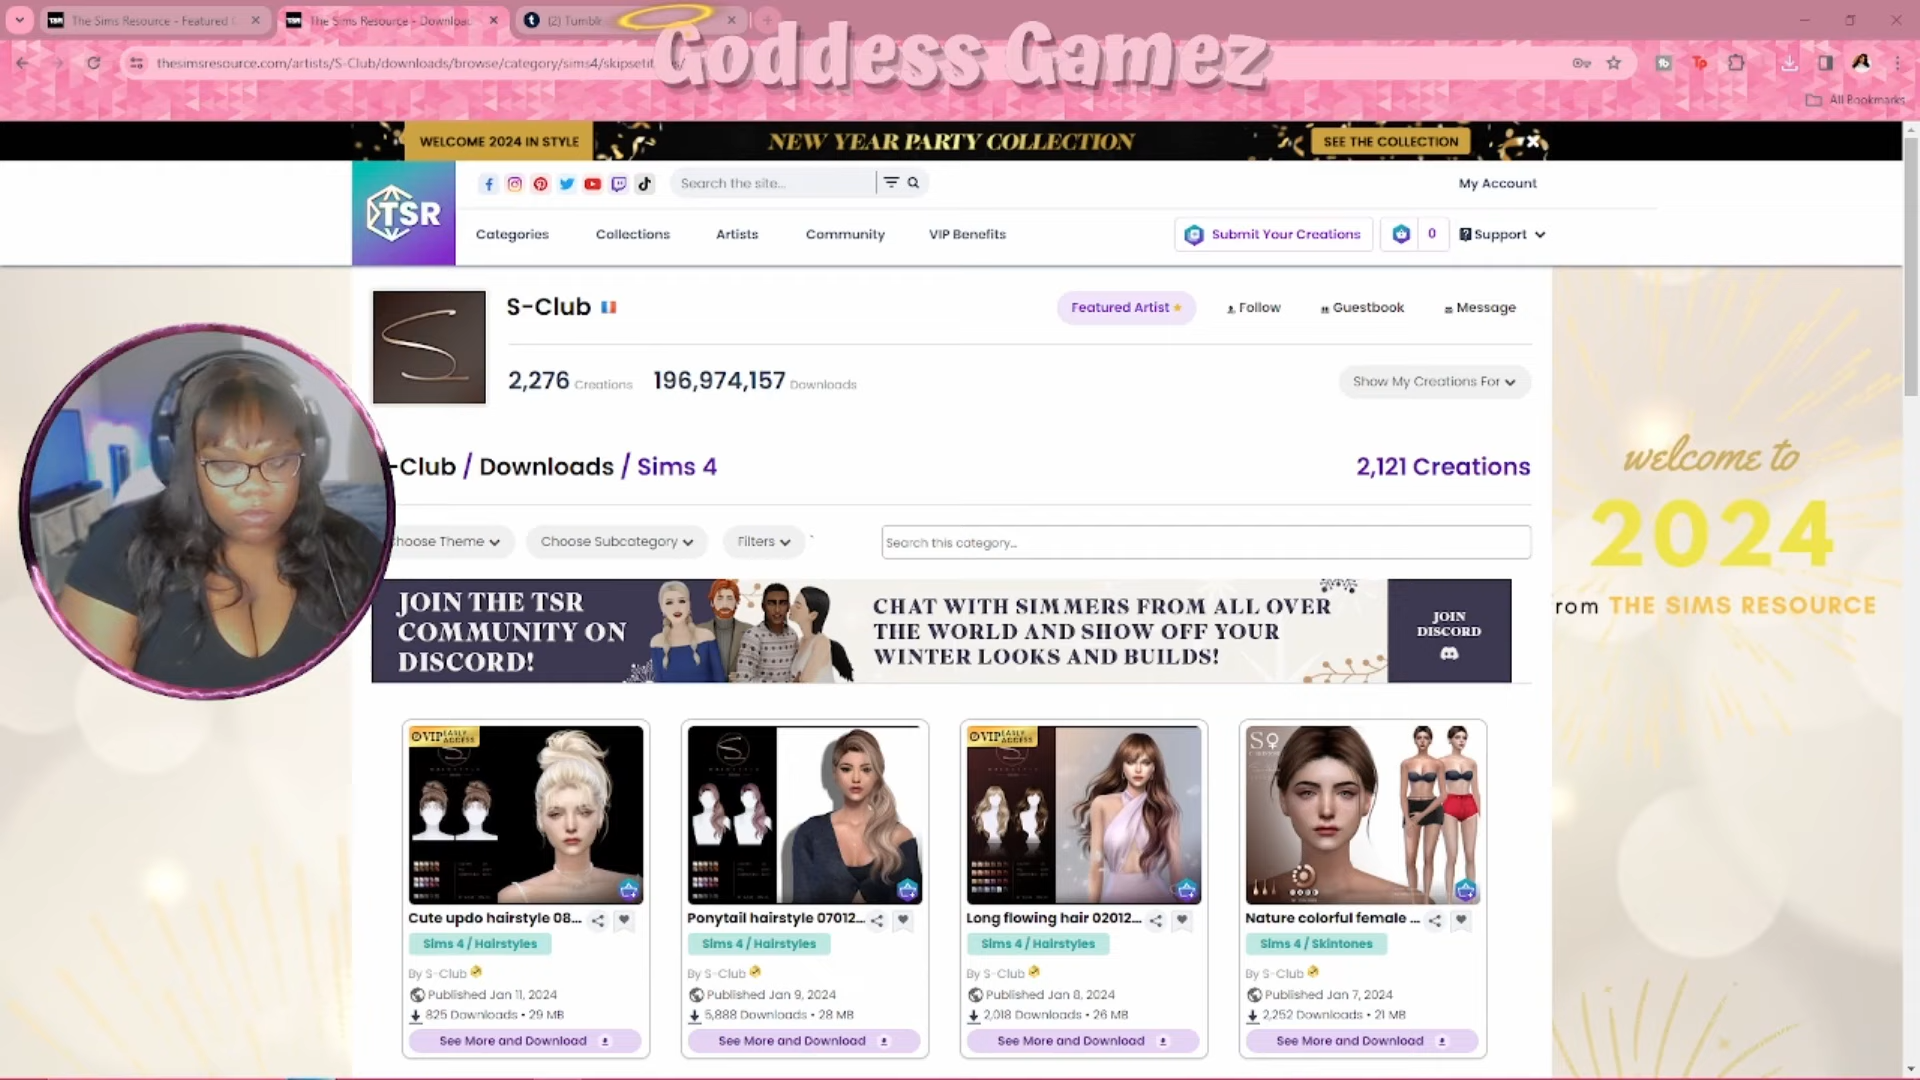 The Sims Resource - Featured
The Sims Resource - Downloa
(2) Tumblr
Goddess Gamez
thesimsresource.com/artists/S-Club/downloads/browse/category/sims4/skipsetit
All Bookmarks
WELCOME 2024 IN STYLE
NEW YEAR PARTY COLLECTION
SEE THE COLLECTION
TSR
Search the site...
My Account
Categories
Collections
Artists
Community
VIP Benefits
Submit Your Creations
0
Support
S-Club
Featured Artist
Follow
Guestbook
Message
2,276 Creations
196,974,157 Downloads
Show My Creations For
-Club / Downloads / Sims 4
2,121 Creations
hoose Theme
Choose Subcategory
Filters
Search this category...
welcome to
2024
rom THE SIMS RESOURCE
JOIN THE TSR
COMMUNITY ON
DISCORD!
CHAT WITH SIMMERS FROM ALL OVER
THE WORLD AND SHOW OFF YOUR
WINTER LOOKS AND BUILDS!
JOIN
DISCORD
VIP EARLY ACCESS
VIP EARLY ACCESS
Cute updo hairstyle 08...
Sims 4 / Hairstyles
By S-Club
Published Jan 11, 2024
825 Downloads • 29 MB
See More and Download
Ponytail hairstyle 07012...
Sims 4 / Hairstyles
By S-Club
Published Jan 9, 2024
5,888 Downloads • 28 MB
See More and Download
Long flowing hair 02012...
Sims 4 / Hairstyles
By S-Club
Published Jan 8, 2024
2,018 Downloads • 26 MB
See More and Download
Nature colorful female ...
Sims 4 / Skintones
By S-Club
Published Jan 7, 2024
2,252 Downloads • 21 MB
See More and Download